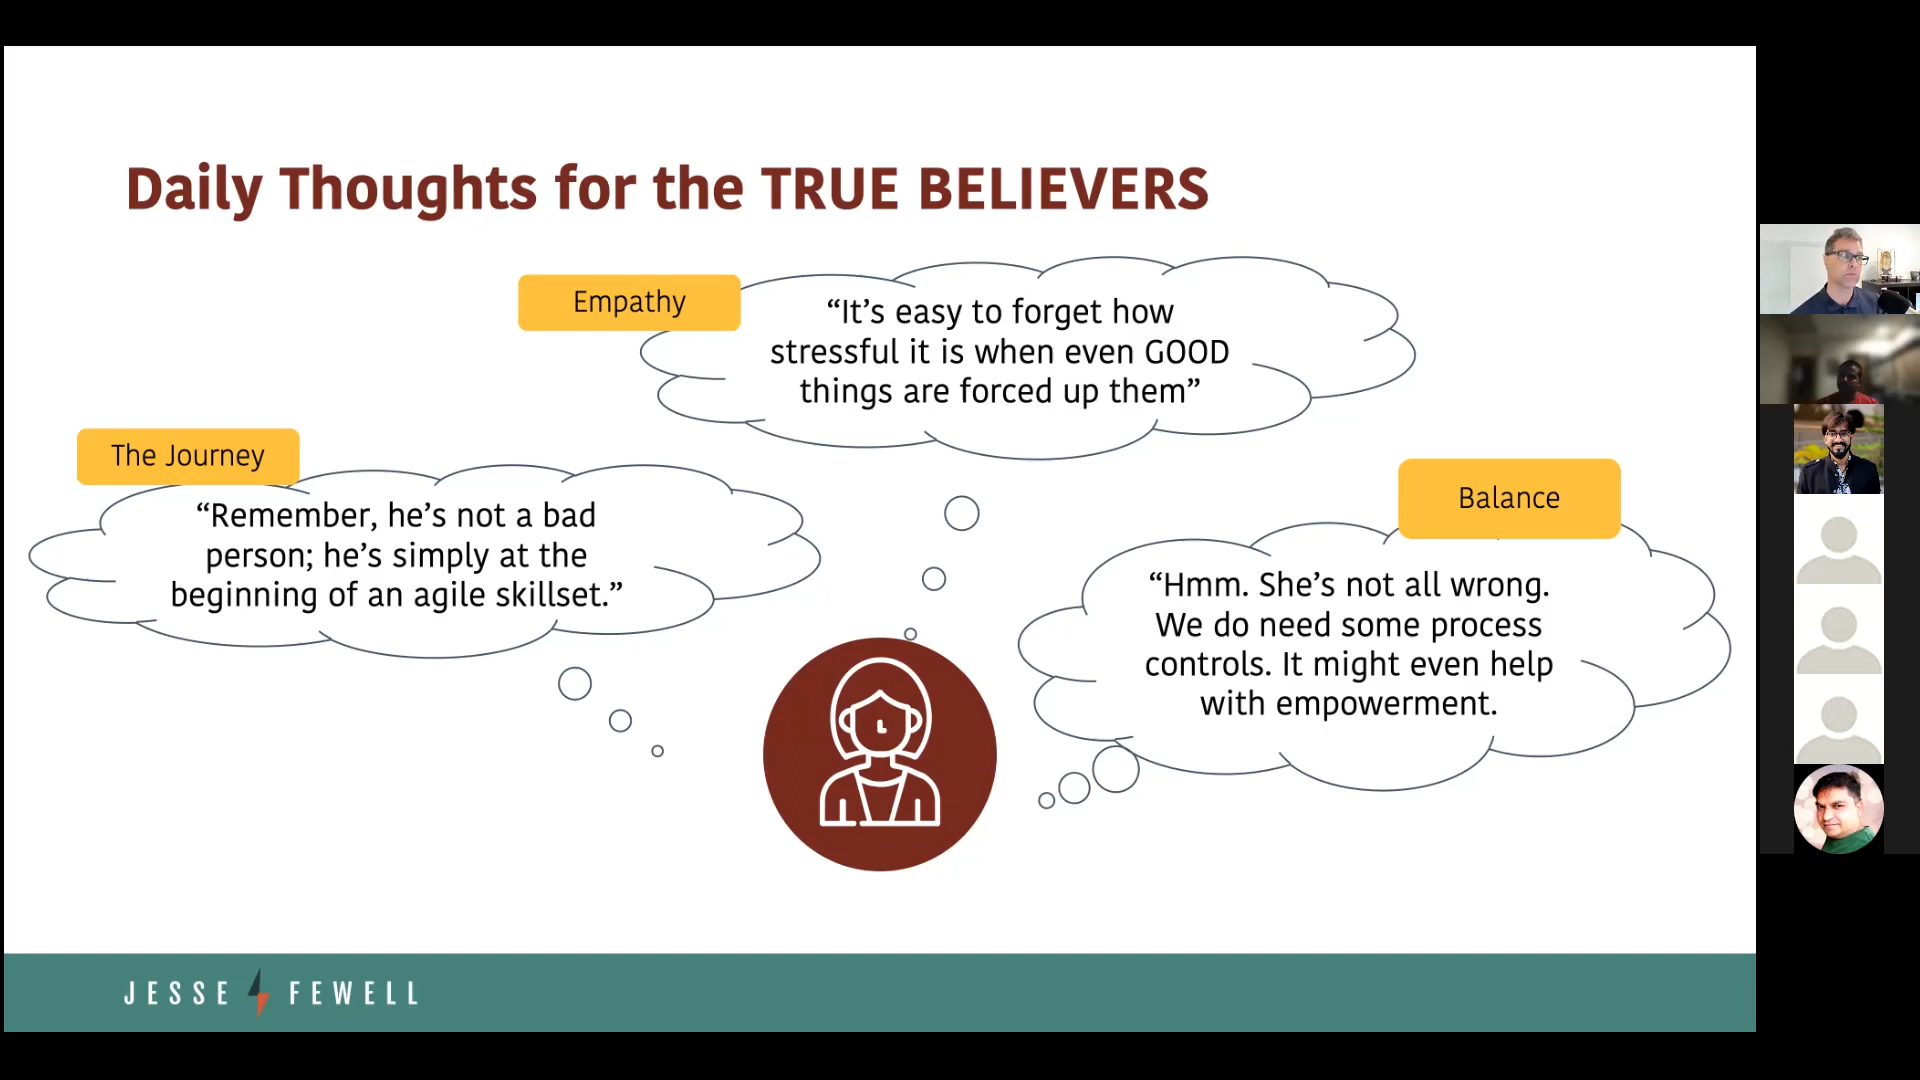 Daily Thoughts for the TRUE BELIEVERS
Empathy
“It’s easy to forget how
stressful it is when even GOOD
things are forced up them”
The Journey
“Remember, he’s not a bad
person; he’s simply at the
beginning of an agile skillset.”
Balance
“Hmm. She’s not all wrong.
We do need some process
controls. It might even help
with empowerment.
JESSE FEWELL